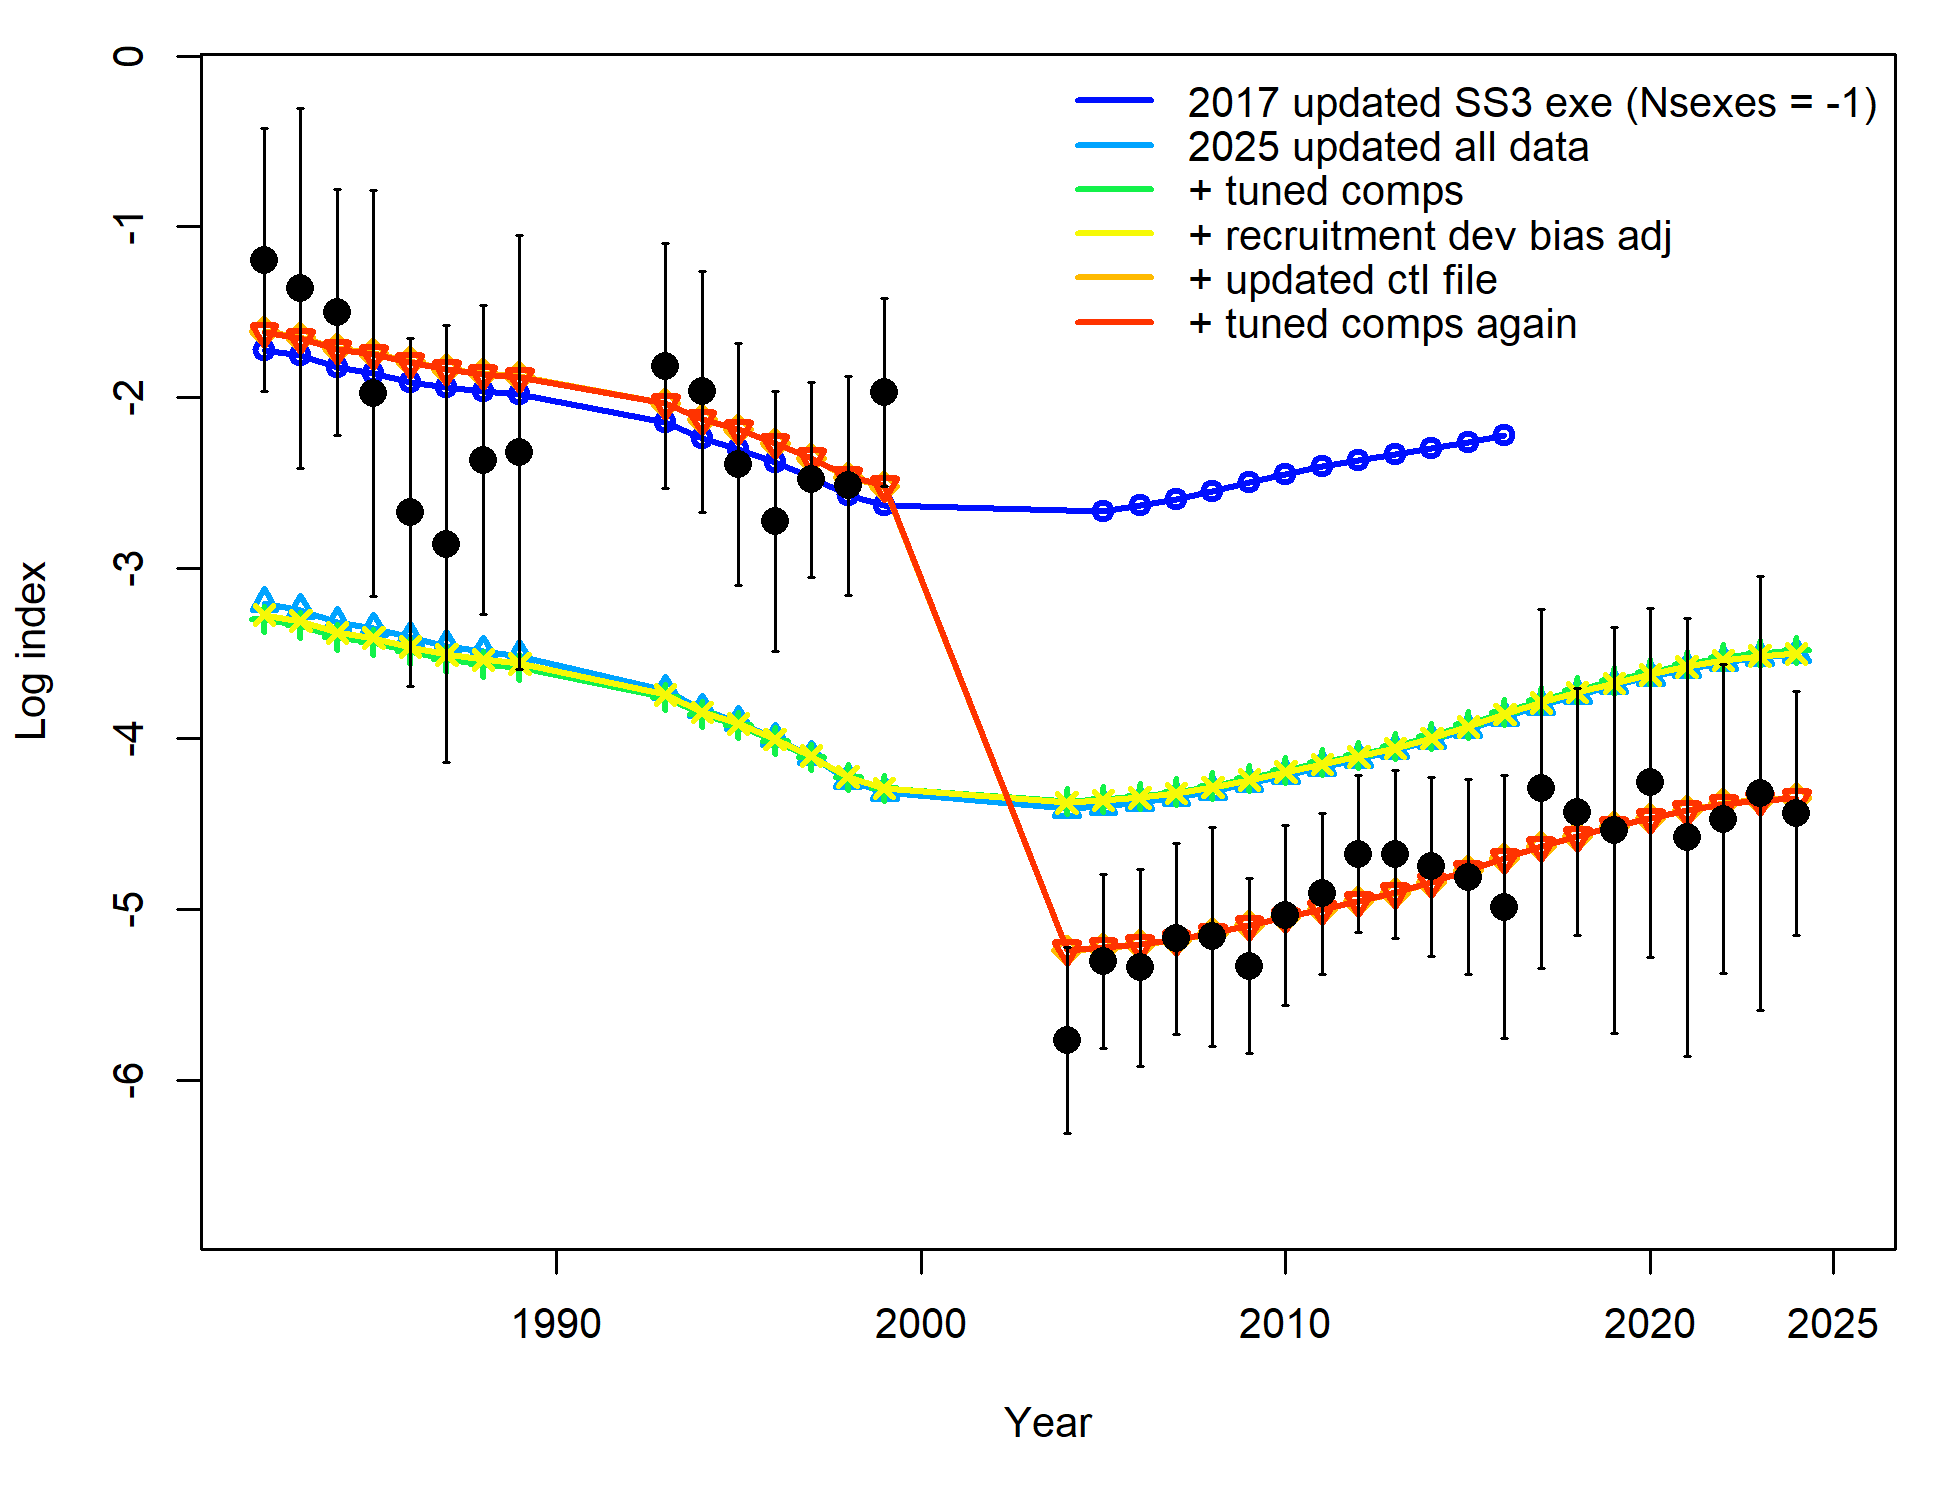 0
-1
-2
-3
-4
-5
-6
Log index
2017 updated SS3 exe (Nsexes = -1)
2025 updated all data
+ tuned comps
+ recruitment dev bias adj
+ updated ctl file
+ tuned comps again
1990
2000
2010
2020
2025
Year